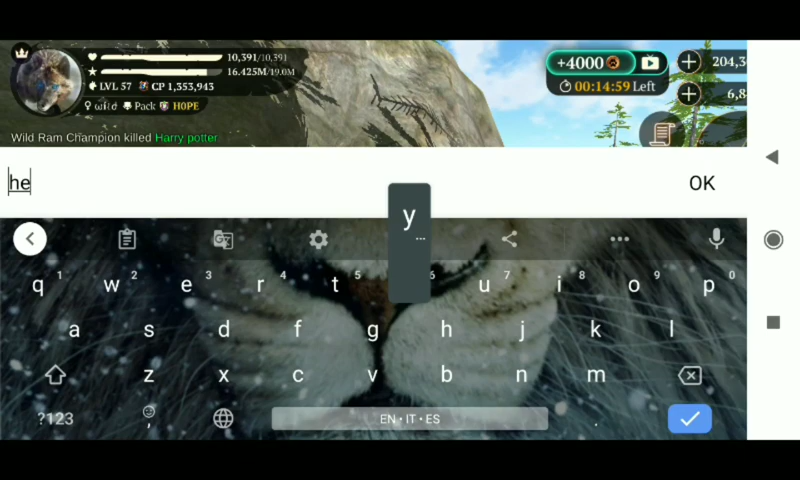 10,391/10,391
16.425M/19.0M
LVL 57 CP 1,353,943
Pack H0PE
+4000
00:14:59 Left
204,3
6,8
Wild Ram Champion killed Harry potter
he
OK
y
...
q 1 w 2 e 3 r 4 t 5 6 u 7 i 8 o 9 p 0
a s d f g h j k l
z x c v b n m
?123 , EN • IT • ES .